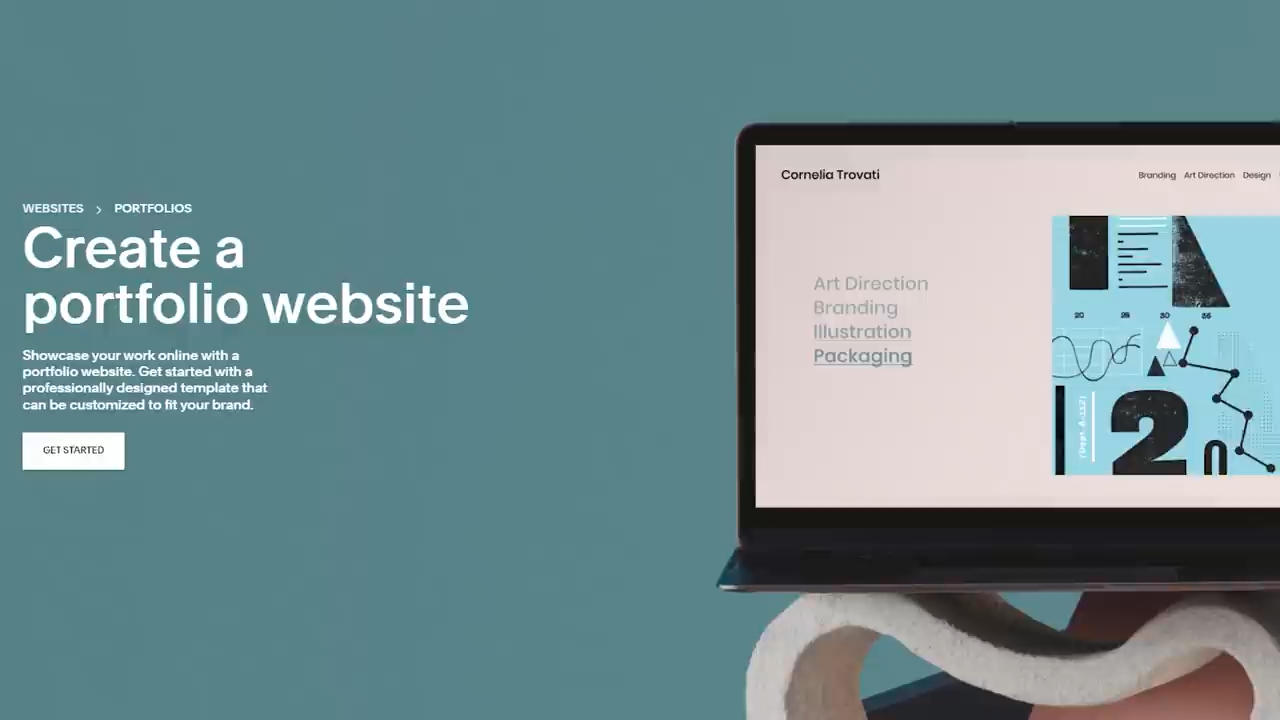 WEBSITES > PORTFOLIOS
Create a
portfolio website
Showcase your work online with a
portfolio website. Get started with a
professionally designed template that
can be customized to fit your brand.
GET STARTED
Cornelia Trovati
Branding Art Direction Design
Art Direction
Branding
Illustration
Packaging
20 25 30 35
20